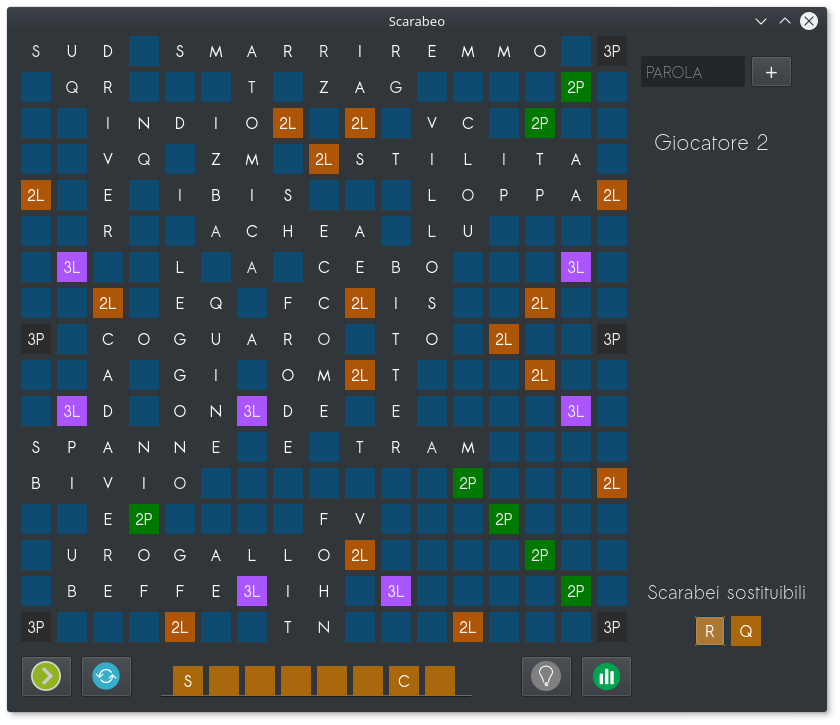 Scarabeo
S U D S M A R R I R E M M O 3P
Q R T Z A G 2P
PAROLA +
I N D I O 2L 2L V C 2P
Giocatore 2
V Q Z M 2L S T I L I T A
2L E I B I S L O P P A 2L
R A C H E A L U
3L L A C E B O 3L
2L E Q F C 2L I S 2L
3P C O G U A R O T O 2L 3P
A G I O M 2L T 2L
3L D O N 3L D E E 3L
S P A N N E E T R A M
B I V I O 2P 2L
E 2P F V 2P
U R O G A L L O 2L 2P
B E F F E 3L I H 3L 2P
Scarabei sostituibili
3P 2L T N 2L 3P
R Q
S C